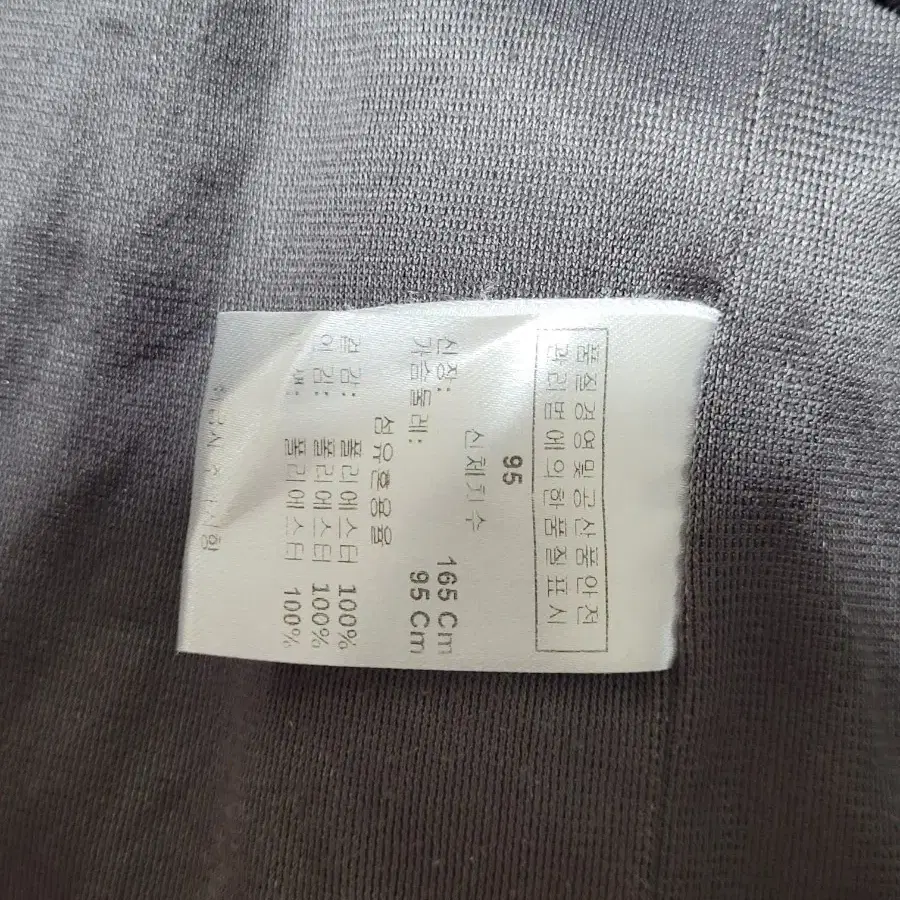 품질경영및공산품안전
관리법에의한품질표시
95
신체치수
신장: 165 Cm
가슴둘레: 95 Cm
섬유혼용율
겉감: 폴리에스터 100%
안감: 폴리에스터 100%
폴리에스터 100%